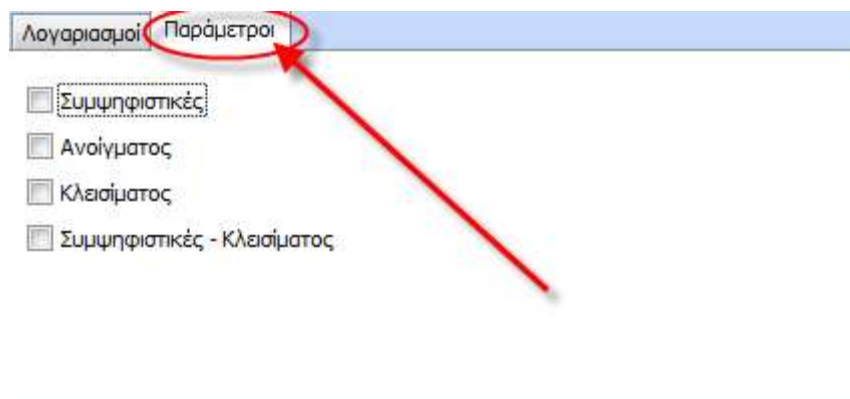 Λογαριασμοί Παράμετροι
Συμψηφιστικές
Ανοίγματος
Κλεισίματος
Συμψηφιστικές - Κλεισίματος